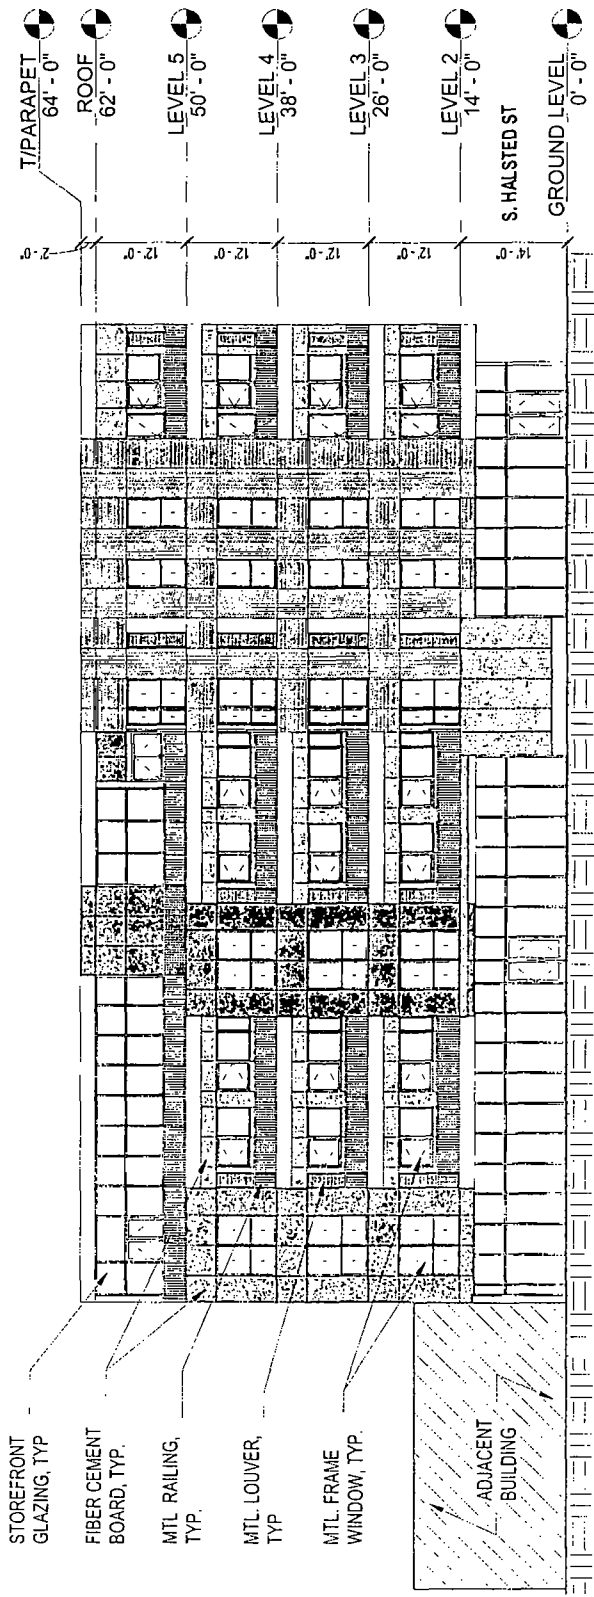 T/PARAPET
64' - 0"
ROOF
62' - 0"
LEVEL 5
50' - 0"
LEVEL 4
38' - 0"
LEVEL 3
26' - 0"
LEVEL 2
14' - 0"
S. HALSTED ST
GROUND LEVEL
0' - 0"
2'-0"
12'-0"
12'-0"
12'-0"
12'-0"
14'-0"
STOREFRONT
GLAZING, TYP
FIBER CEMENT
BOARD, TYP.
MTL RAILING,
TYP.
MTL. LOUVER,
TYP
MTL. FRAME
WINDOW, TYP.
ADJACENT
BUILDING